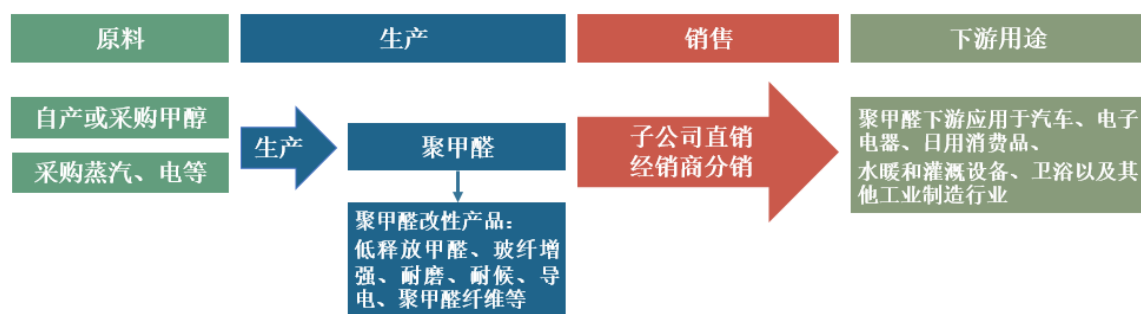 原料
生产
销售
下游用途
自产或采购甲醇
采购蒸汽、电等
生产
聚甲醛
聚甲醛改性产品：
低释放甲醛、玻纤增
强、耐磨、耐候、导
电、聚甲醛纤维等
子公司直销
经销商分销
聚甲醛下游应用于汽车、电子
电器、日用消费品、
水暖和灌溉设备、卫浴以及其
他工业制造行业